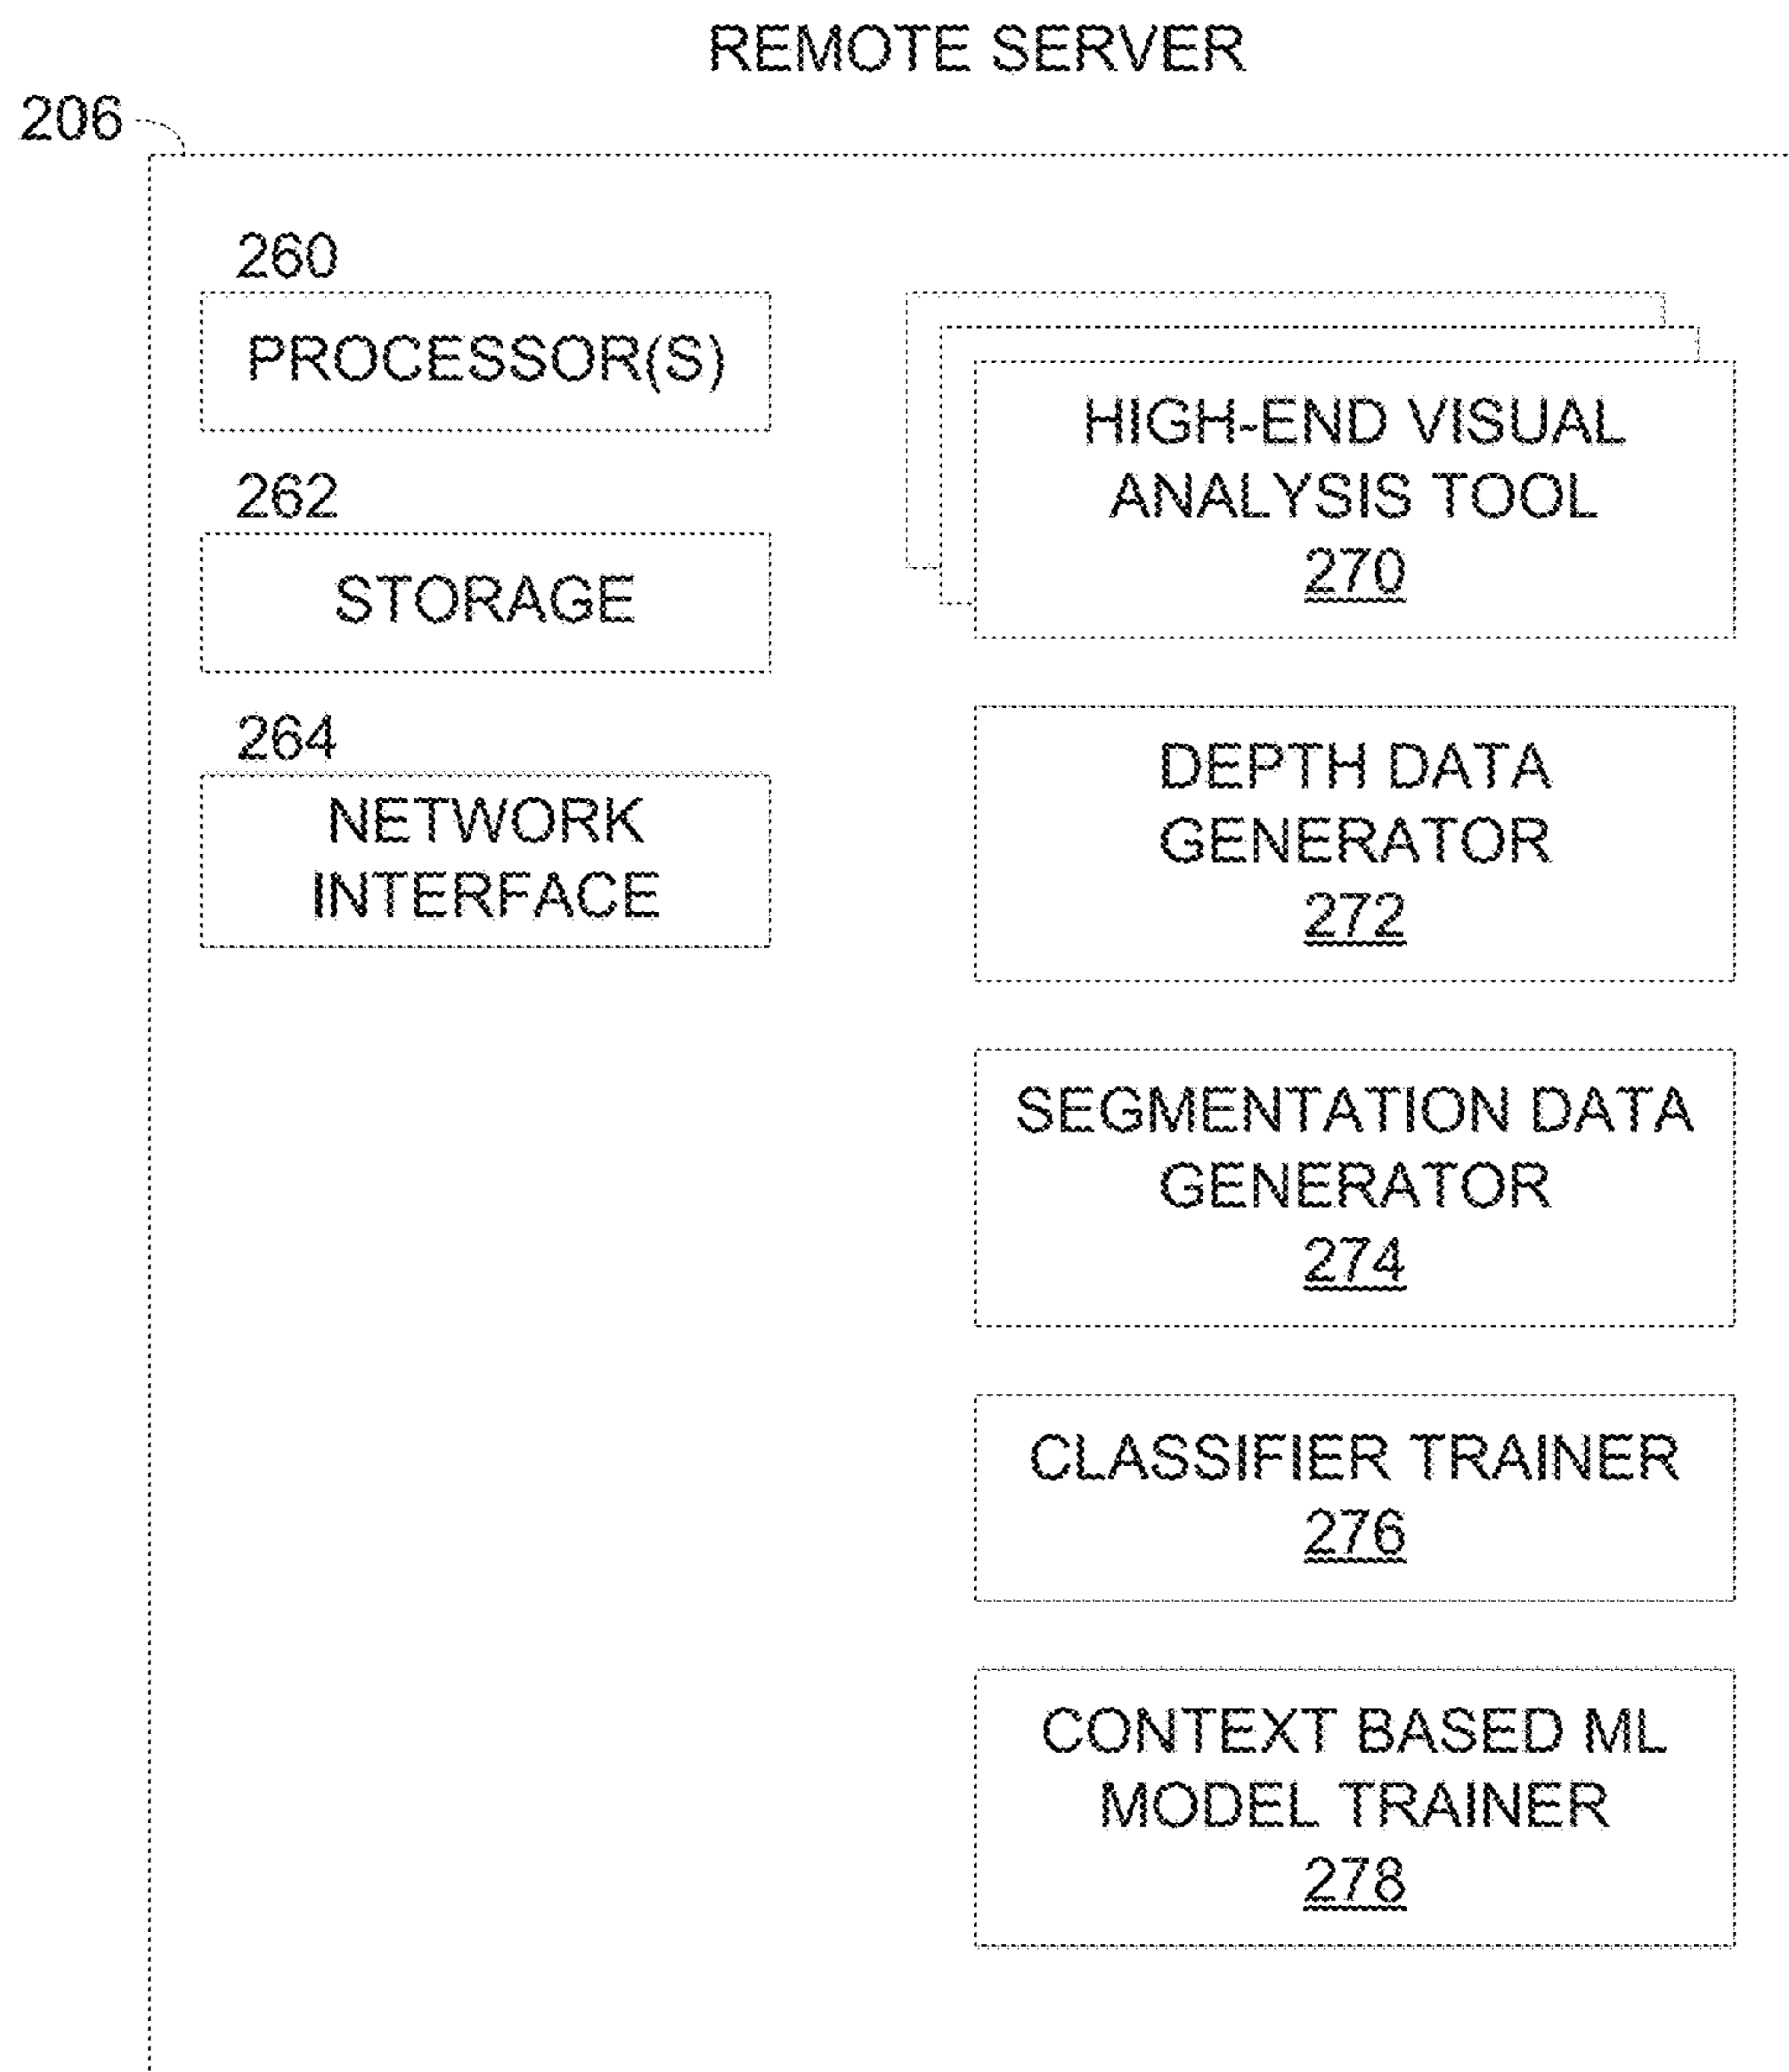 REMOTE SERVER
206
260
PROCESSOR(S)
262
STORAGE
264
NETWORK
INTERFACE
HIGH-END VISUAL
ANALYSIS TOOL
270
DEPTH DATA
GENERATOR
272
SEGMENTATION DATA
GENERATOR
274
CLASSIFIER TRAINER
276
CONTEXT BASED ML
MODEL TRAINER
278